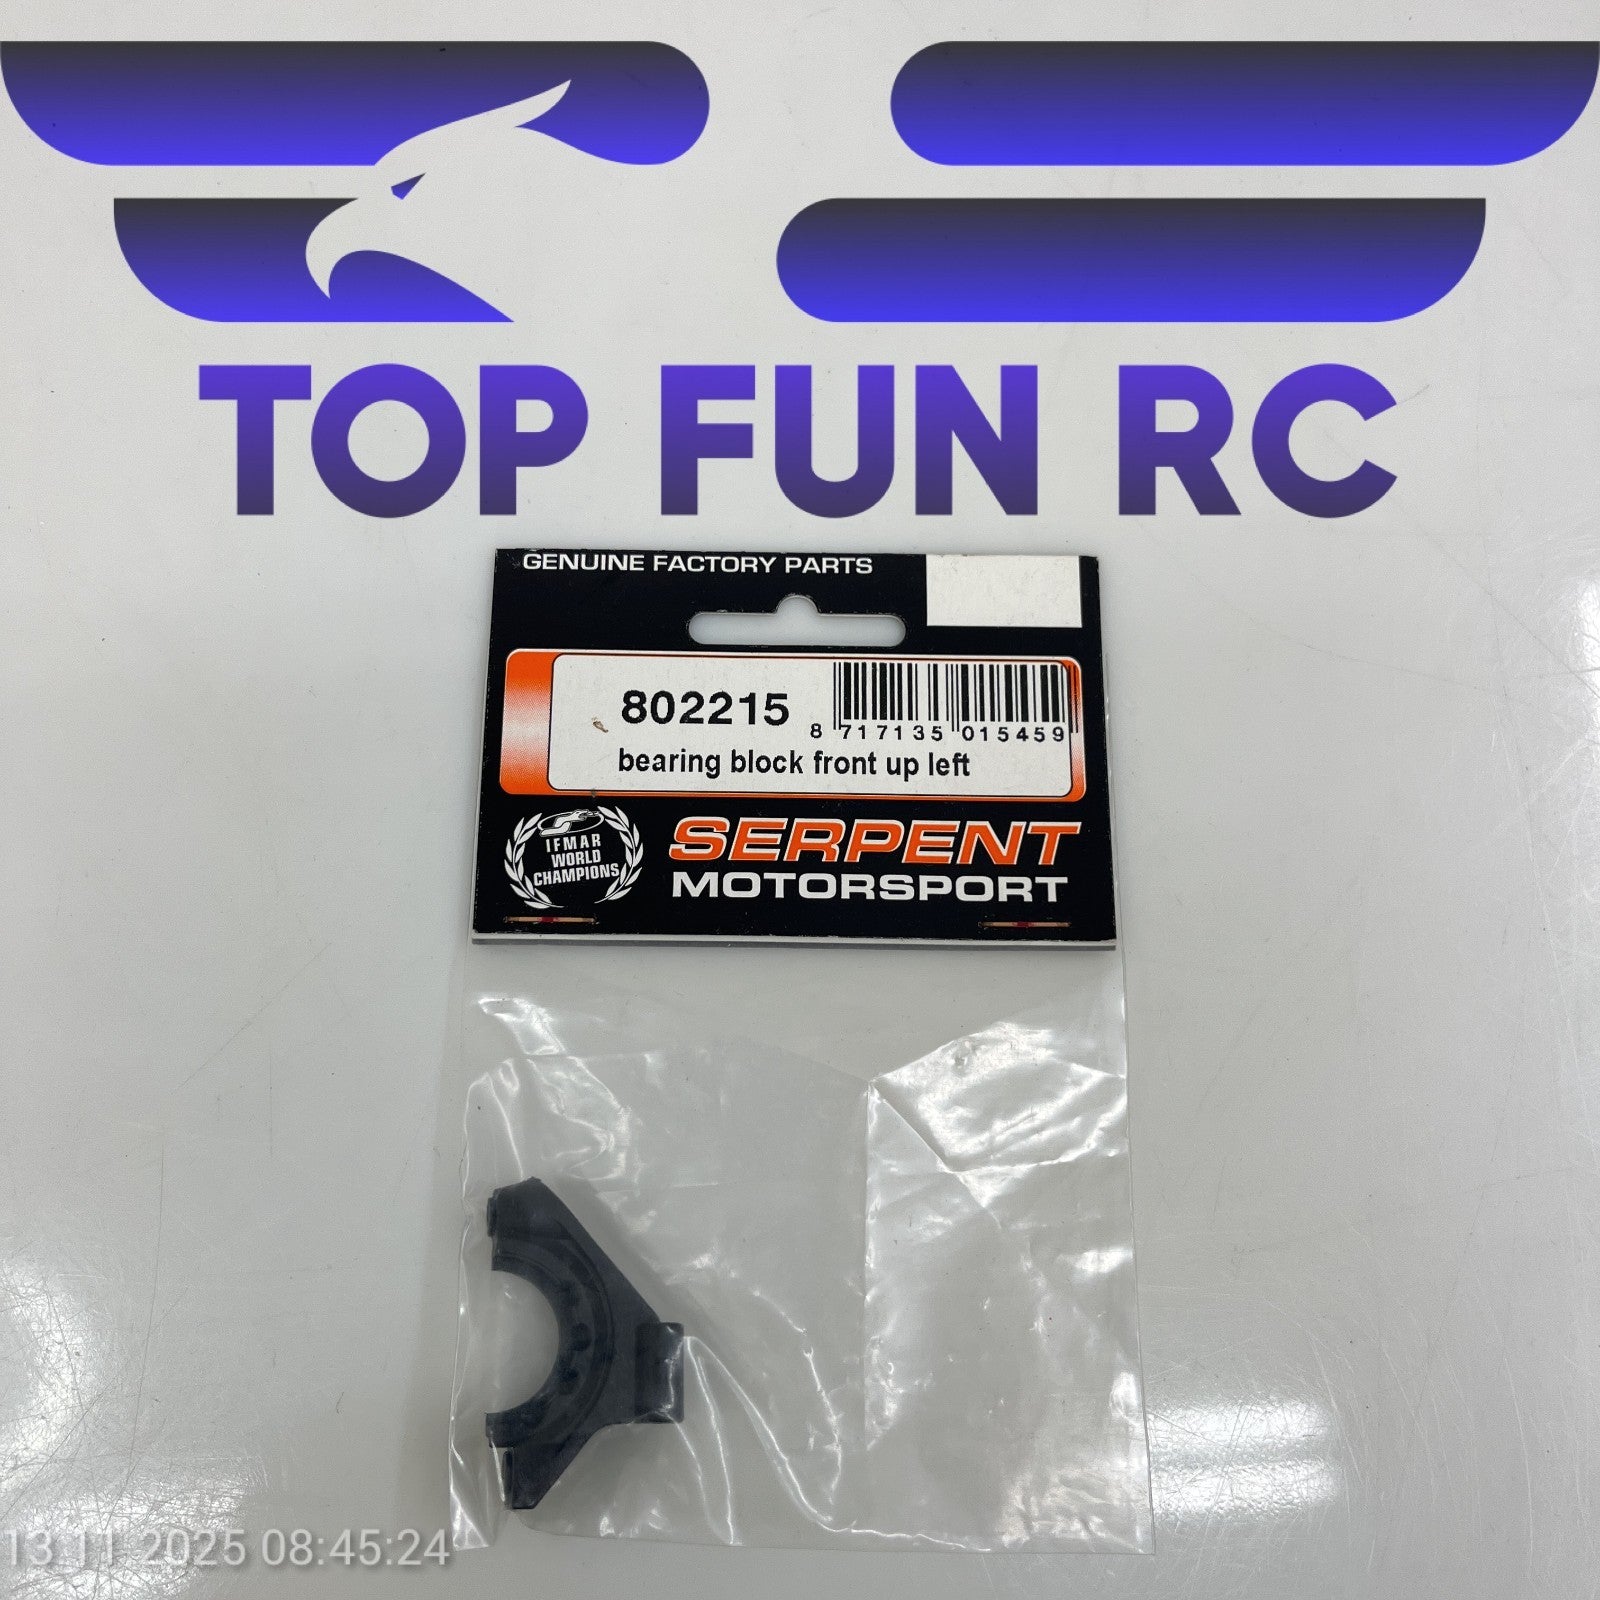 TOP FUN RC
GENUINE FACTORY PARTS
802215
8 717135 015459
bearing block front up left
IFMAR
WORLD
CHAMPIONS
SERPENT
MOTORSPORT
13 11 2025 08:45:24